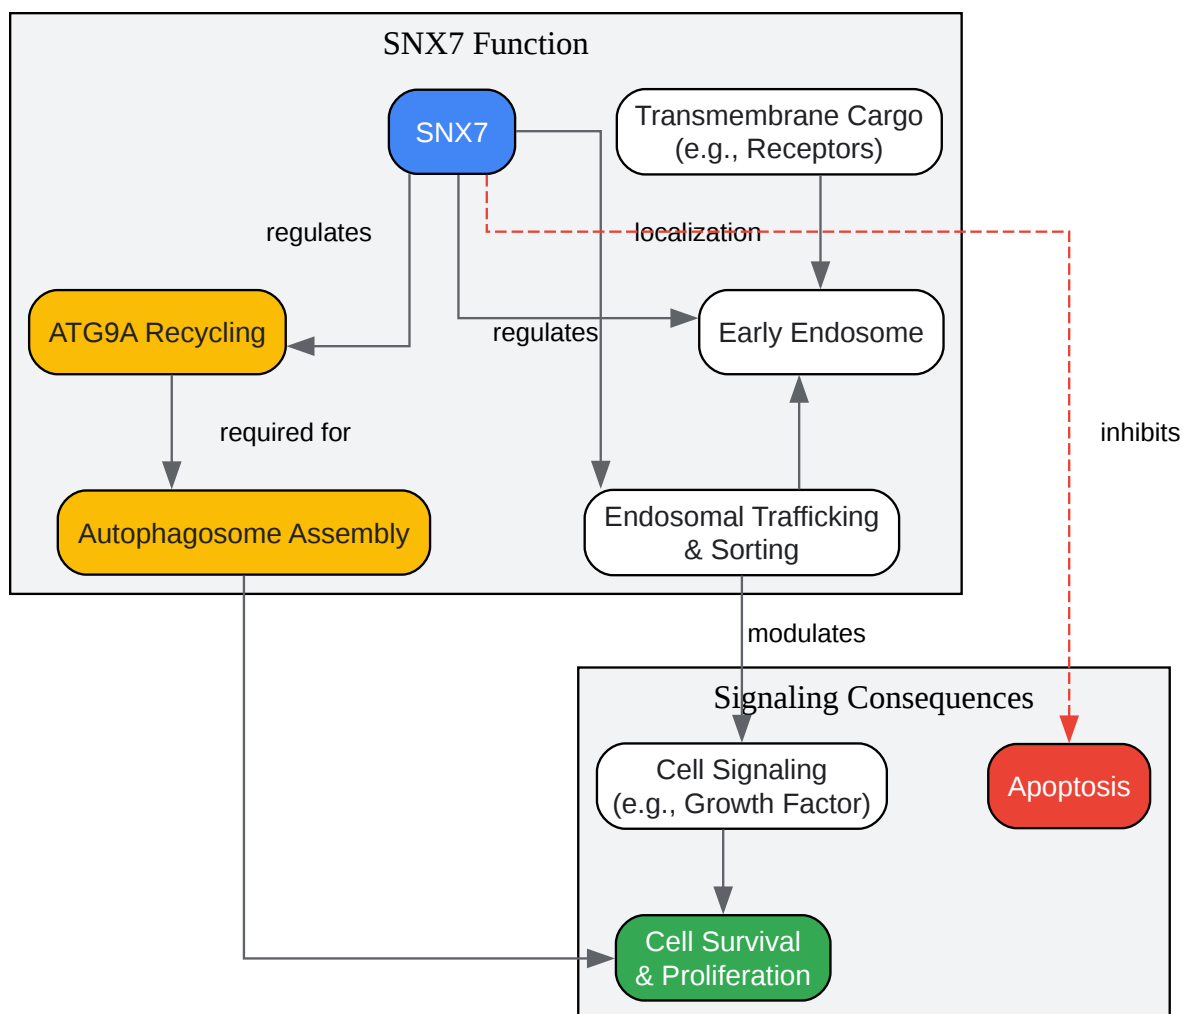 SNX7 Function
SNX7
Transmembrane Cargo
(e.g., Receptors)
regulates
localization
ATG9A Recycling
regulates
Early Endosome
required for
inhibits
Autophagosome Assembly
Endosomal Trafficking
& Sorting
modulates
Signaling Consequences
Cell Signaling
(e.g., Growth Factor)
Apoptosis
Cell Survival
& Proliferation